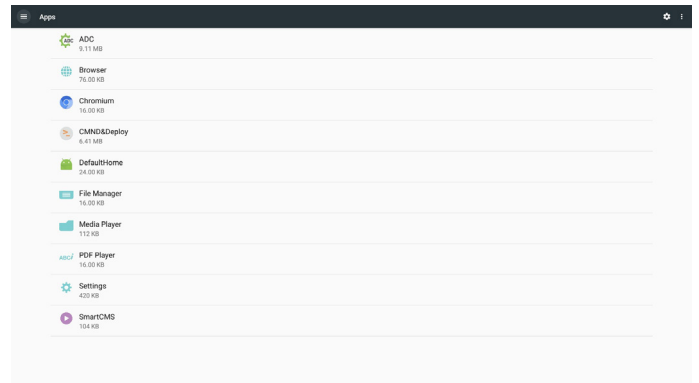 Apps
ADC
ADC
9.11 MB
Browser
76.00 KB
Chromium
16.00 KB
CMND&Deploy
6.41 MB
DefaultHome
24.00 KB
File Manager
16.00 KB
Media Player
112 KB
ABC
PDF Player
16.00 KB
Settings
420 KB
SmartCMS
104 KB